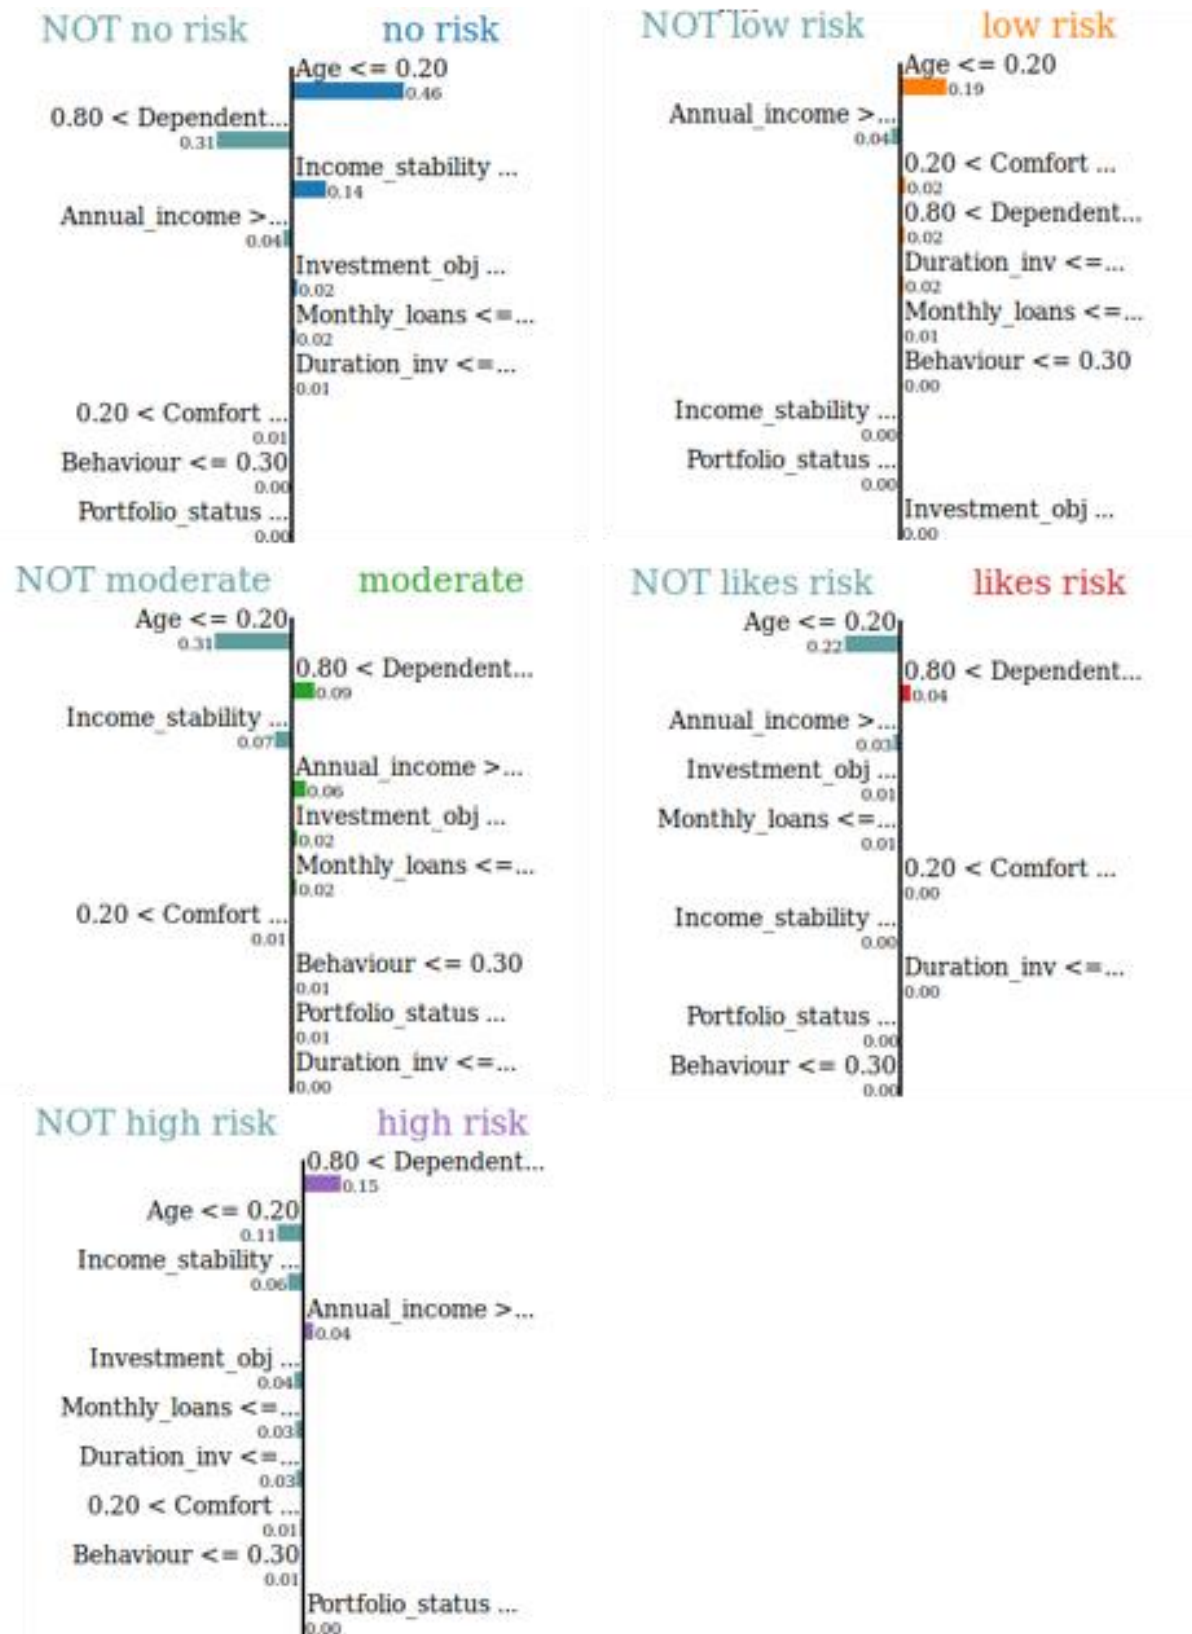 NOT no risk no risk
Age <= 0.20
0.46
0.80 < Dependent...
0.31
Income_stability ...
0.14
Annual_income >...
0.04
Investment_obj ...
0.02
Monthly_loans <=...
0.02
Duration_inv <=...
0.01
0.20 < Comfort ...
0.01
Behaviour <= 0.30
0.00
Portfolio_status ...
0.00
NOT low risk low risk
Age <= 0.20
0.19
Annual_income >...
0.04
0.20 < Comfort ...
0.02
0.80 < Dependent...
0.02
Duration_inv <=...
0.02
Monthly_loans <=...
0.01
Behaviour <= 0.30
0.00
Income_stability ...
0.00
Portfolio_status ...
0.00
Investment_obj ...
0.00
NOT moderate moderate
Age <= 0.20
0.31
0.80 < Dependent...
0.09
Income_stability ...
0.07
Annual_income >...
0.06
Investment_obj ...
0.02
Monthly_loans <=...
0.02
0.20 < Comfort ...
0.01
Behaviour <= 0.30
0.01
Portfolio_status ...
0.01
Duration_inv <=...
0.00
NOT likes risk likes risk
Age <= 0.20
0.22
0.80 < Dependent...
0.04
Annual_income >...
0.03
Investment_obj ...
0.01
Monthly_loans <=...
0.01
0.20 < Comfort ...
0.00
Income_stability ...
0.00
Duration_inv <=...
0.00
Portfolio_status ...
0.00
Behaviour <= 0.30
0.00
NOT high risk high risk
0.80 < Dependent...
0.15
Age <= 0.20
0.11
Income_stability ...
0.06
Annual_income >...
0.04
Investment_obj ...
0.04
Monthly_loans <=...
0.03
Duration_inv <=...
0.03
0.20 < Comfort ...
0.01
Behaviour <= 0.30
0.01
Portfolio_status ...
0.00